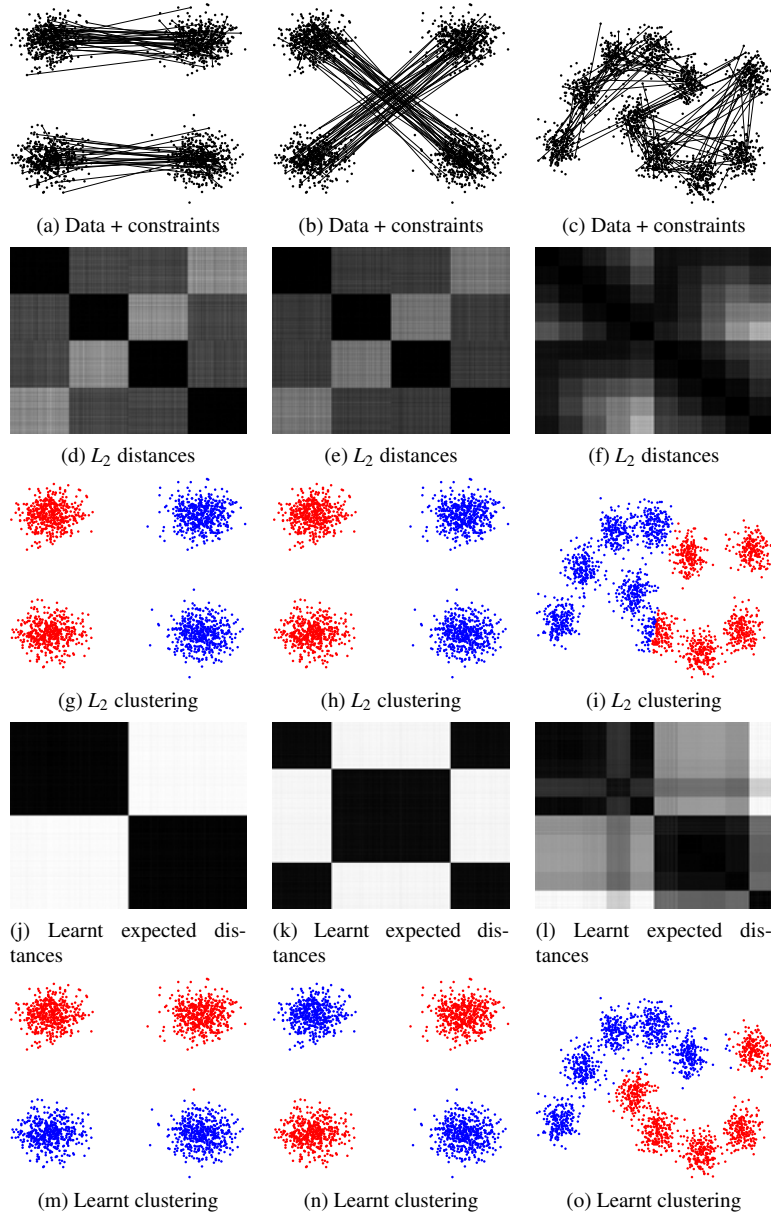 (a) Data + constraints
(b) Data + constraints
(c) Data + constraints
(d) L2 distances
(e) L2 distances
(f) L2 distances
(g) L2 clustering
(h) L2 clustering
(i) L2 clustering
(j) Learnt expected dis-
tances
(k) Learnt expected dis-
tances
(l) Learnt expected dis-
tances
(m) Learnt clustering
(n) Learnt clustering
(o) Learnt clustering